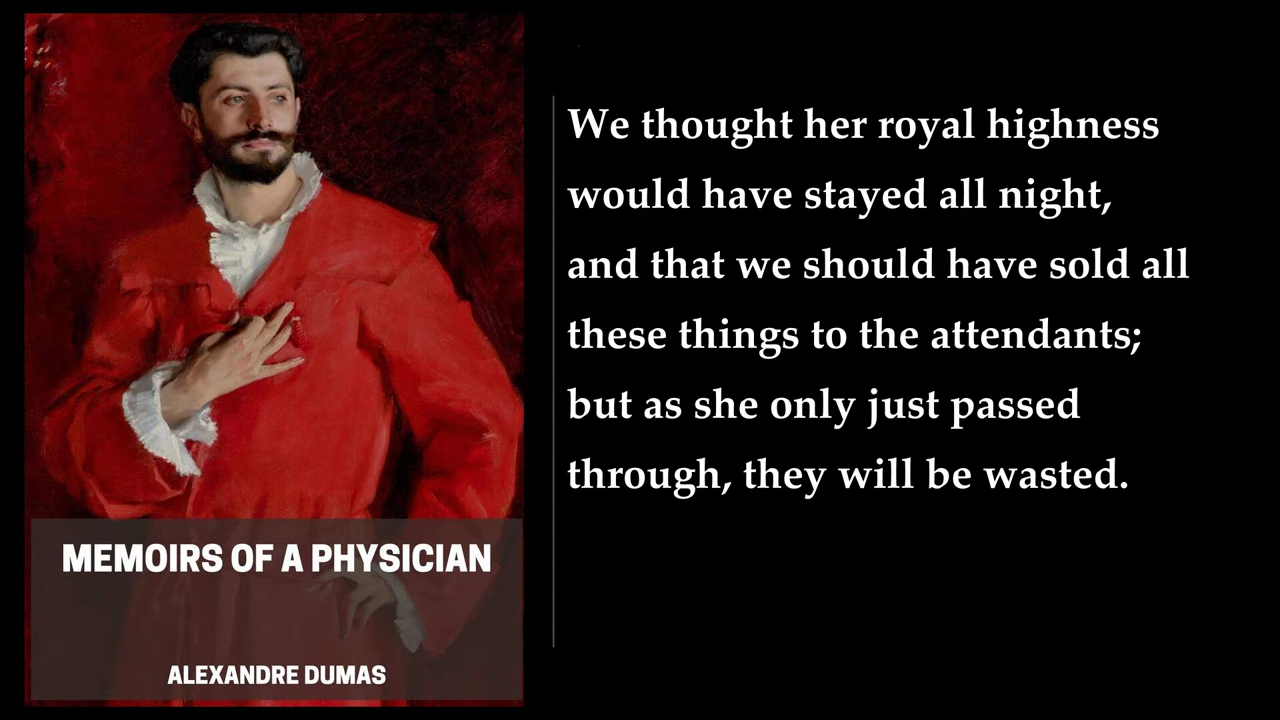 We thought her royal highness
would have stayed all night,
and that we should have sold all
these things to the attendants;
but as she only just passed
through, they will be wasted.
MEMOIRS OF A PHYSICIAN
ALEXANDRE DUMAS